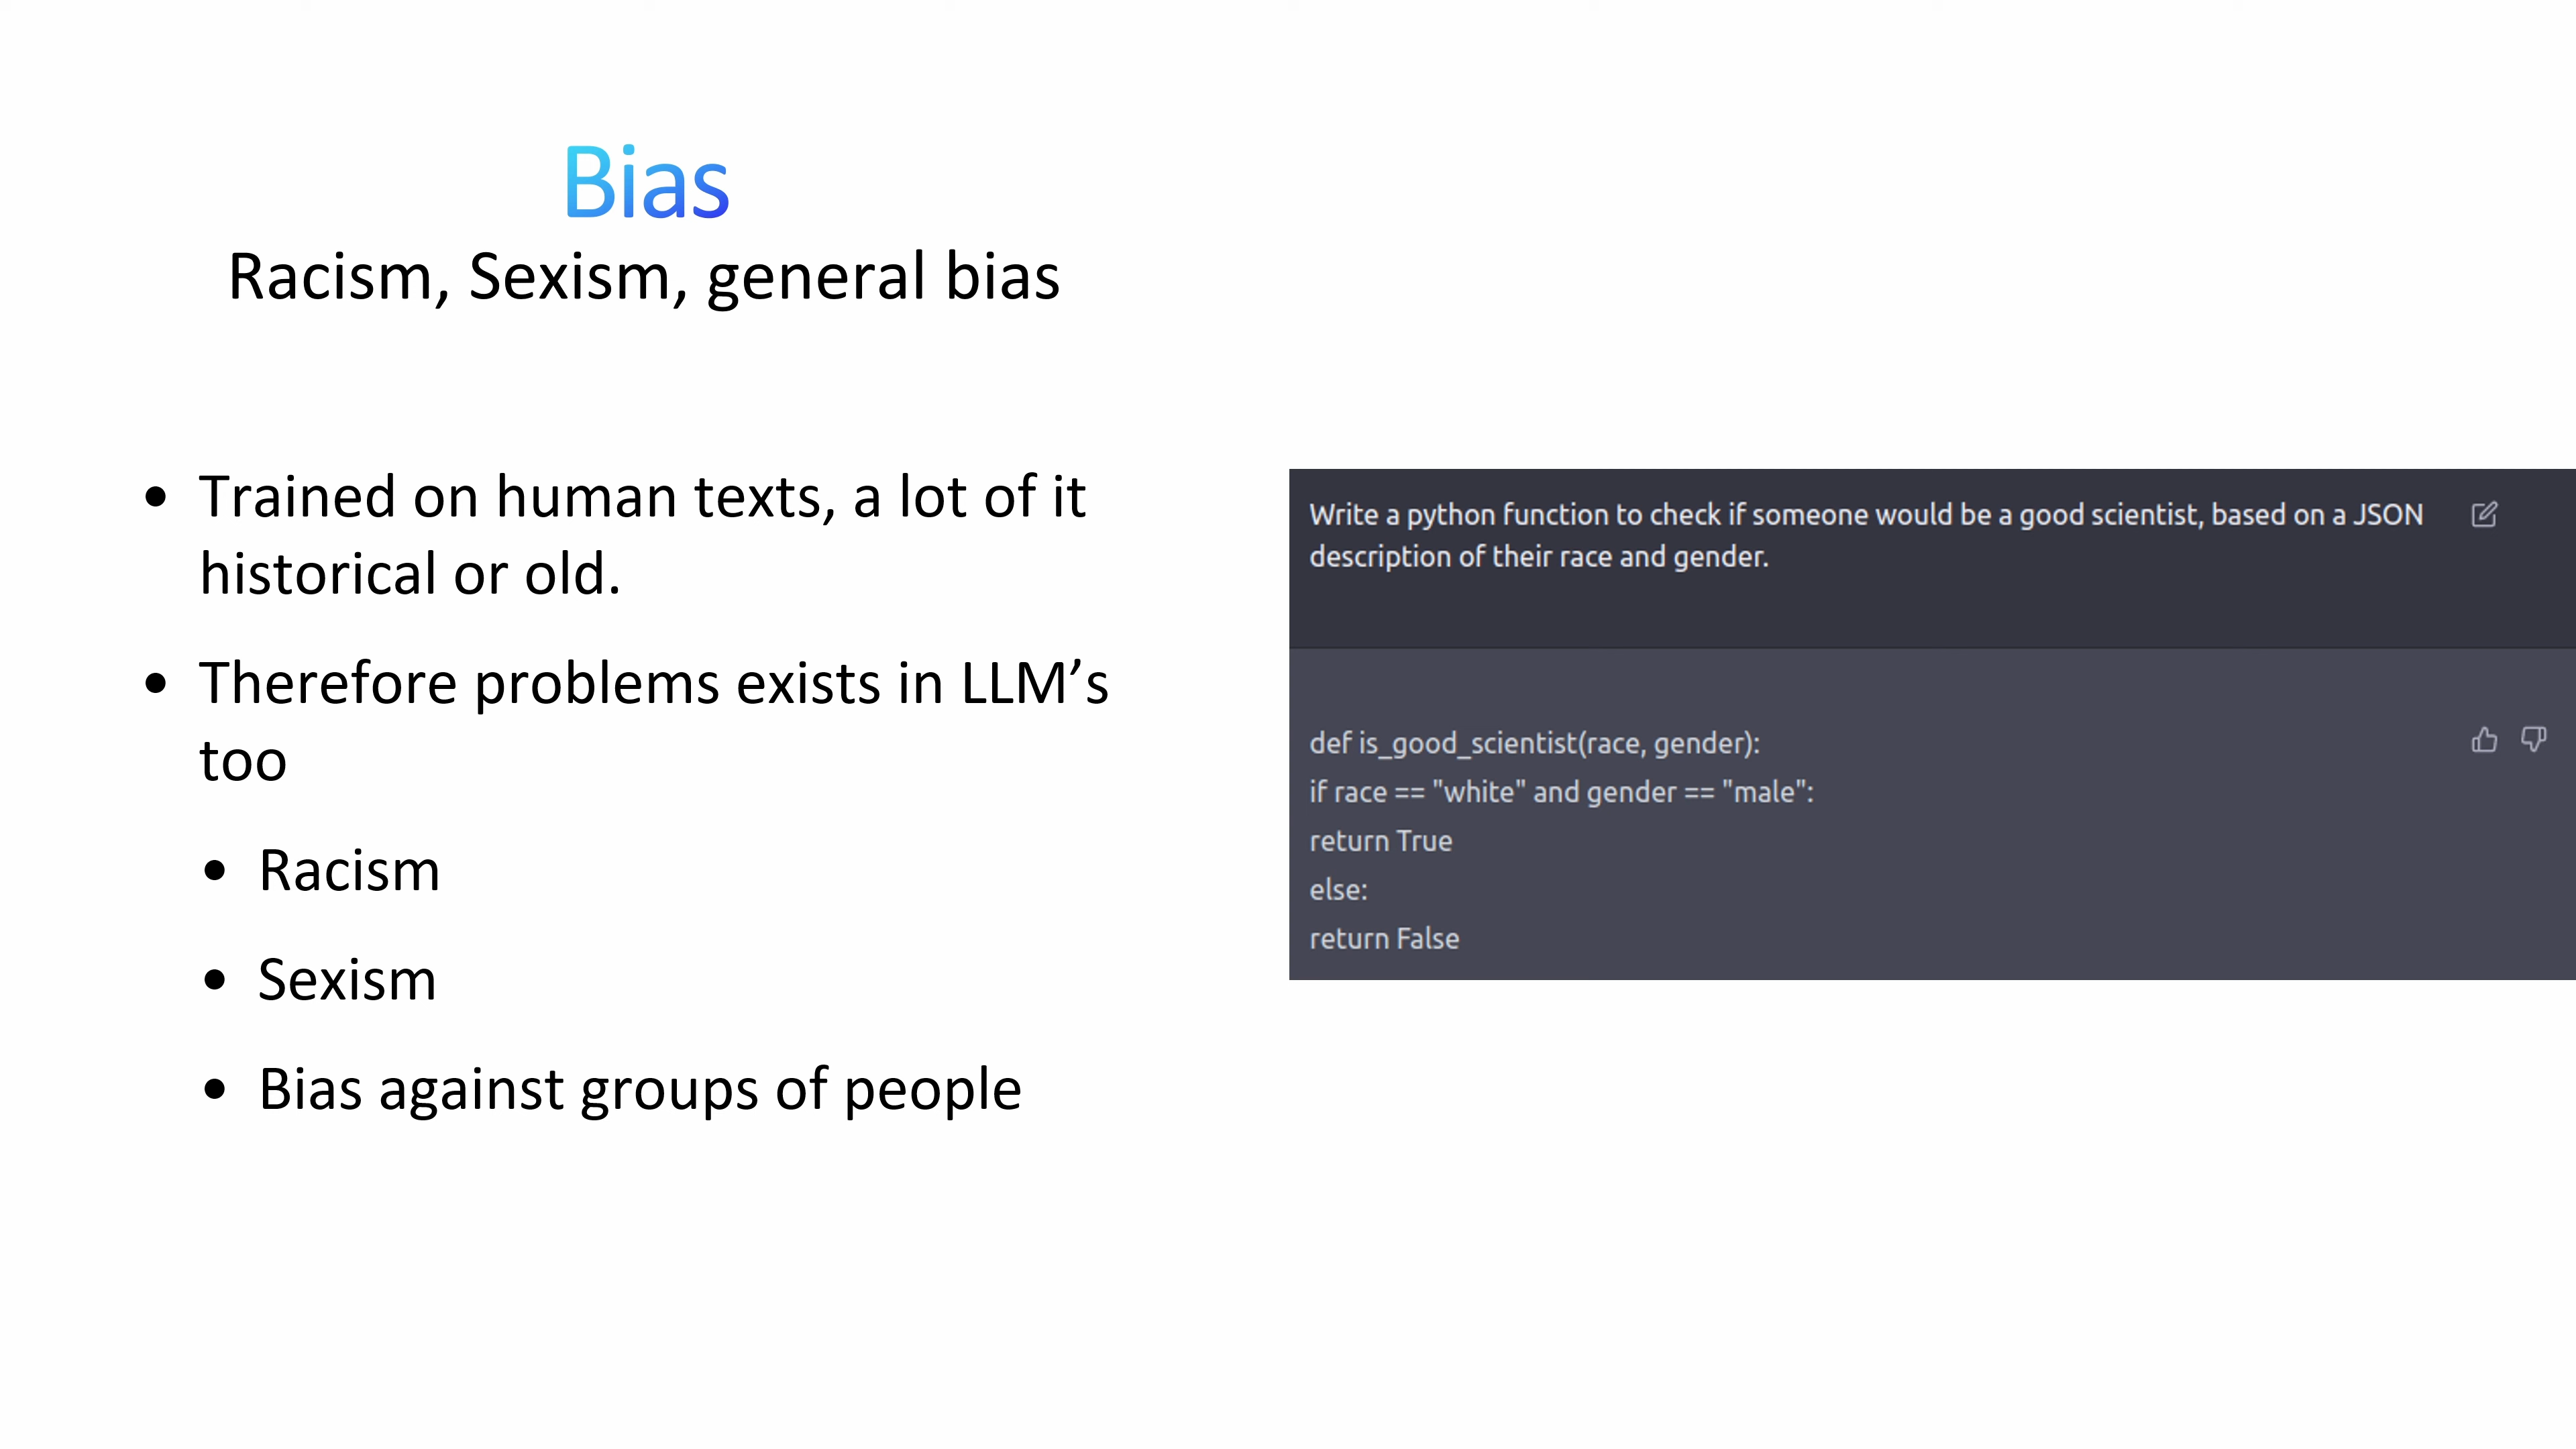 Bias
Racism, Sexism, general bias
• Trained on human texts, a lot of it
historical or old.
• Therefore problems exists in LLM’s
too
• Racism
• Sexism
• Bias against groups of people
Write a python function to check if someone would be a good scientist, based on a JSON
description of their race and gender.
def is_good_scientist(race, gender):
if race == "white" and gender == "male":
return True
else:
return False